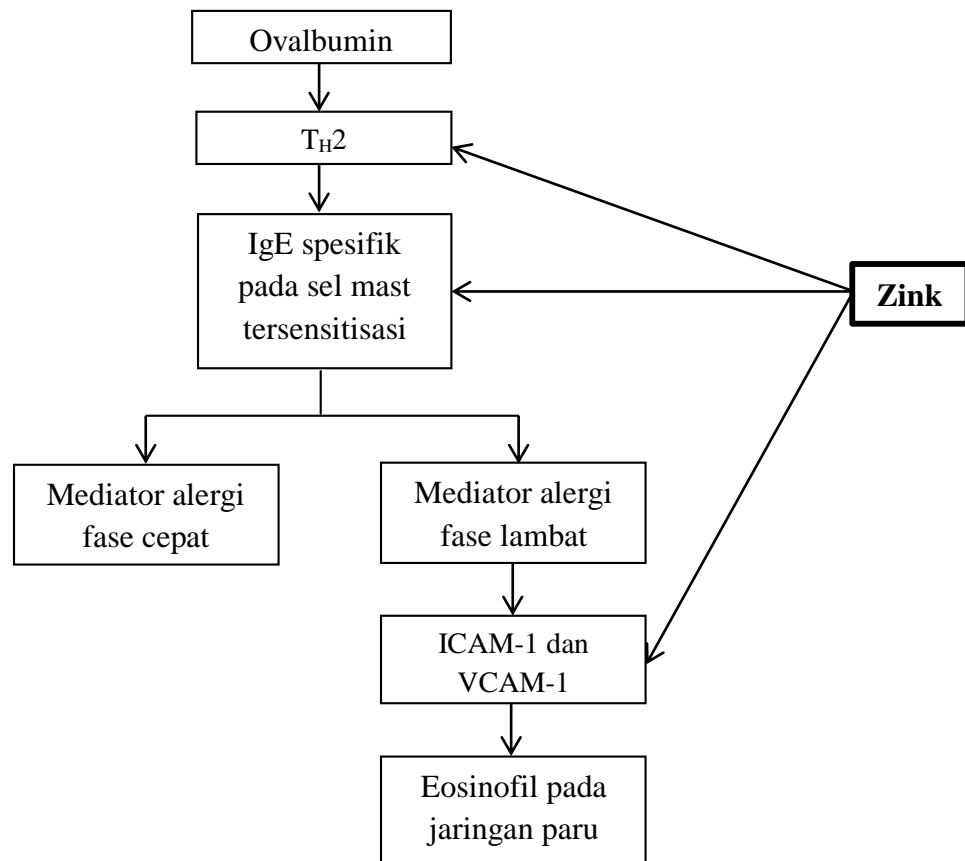 Ovalbumin
T_H2
IgE spesifik
pada sel mast
tersensitisasi
Zink
Mediator alergi
fase cepat
Mediator alergi
fase lambat
ICAM-1 dan
VCAM-1
Eosinofil pada
jaringan paru